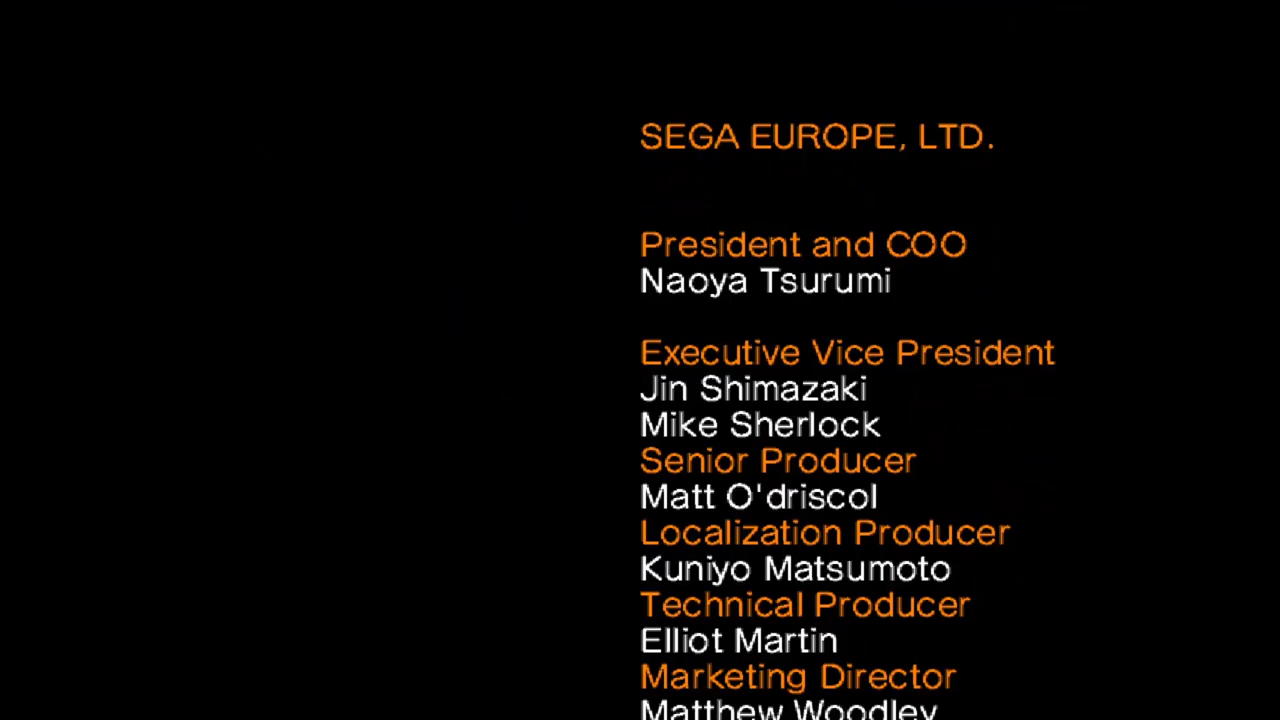 SEGA EUROPE, LTD.
President and COO
Naoya Tsurumi
Executive Vice President
Jin Shimazaki
Mike Sherlock
Senior Producer
Matt O'driscol
Localization Producer
Kuniyo Matsumoto
Technical Producer
Elliot Martin
Marketing Director
Matthew Woodley